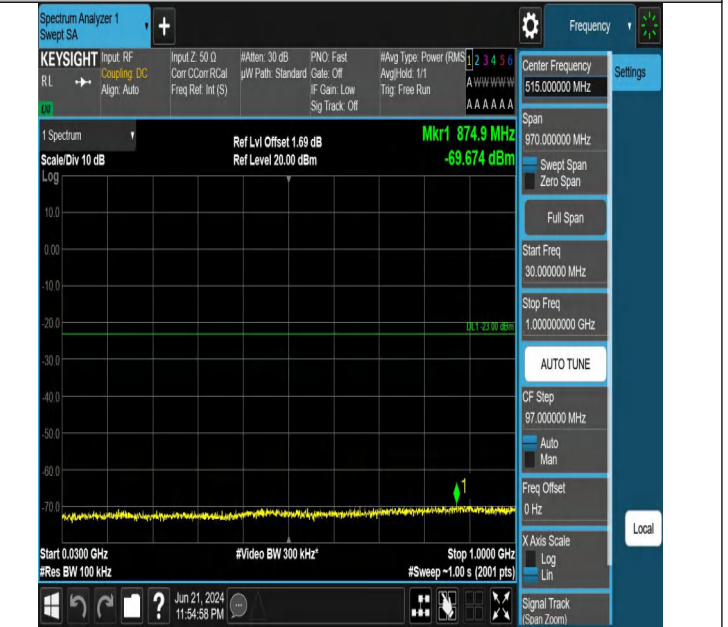 Spectrum Analyzer 1
Swept SA
+
Frequency
KEYSIGHT
RL
LXI
Input: RF
Coupling: DC
Align: Auto
Input Z: 50 Ω
Corr CCorr RCal
Freq Ref: Int (S)
#Atten: 30 dB
µW Path: Standard
PNO: Fast
Gate: Off
IF Gain: Low
Sig Track: Off
#Avg Type: Power (RMS
Avg|Hold: 1/1
Trig: Free Run
1 2 3 4 5 6
A W W W W W
A A A A A A
1 Spectrum
Scale/Div 10 dB
Log
Ref Lvl Offset 1.69 dB
Ref Level 20.00 dBm
Mkr1 874.9 MHz
-69.674 dBm
10.0
0.00
-10.0
-20.0
DL1 -23.00 dBm
-30.0
-40.0
-50.0
-60.0
1
-70.0
Start 0.0300 GHz
#Res BW 100 kHz
#Video BW 300 kHz*
Stop 1.0000 GHz
#Sweep ~1.00 s (2001 pts)
Center Frequency
515.000000 MHz
Settings
Span
970.000000 MHz
Swept Span
Zero Span
Full Span
Start Freq
30.000000 MHz
Stop Freq
1.000000000 GHz
AUTO TUNE
CF Step
97.000000 MHz
Auto
Man
Freq Offset
0 Hz
X Axis Scale
Log
Lin
Local
Signal Track
(Span Zoom)
?
Jun 21, 2024
11:54:58 PM